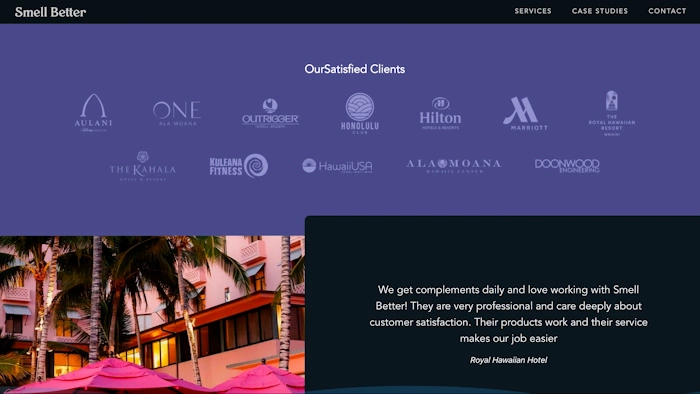 Smell Better
SERVICES CASE STUDIES CONTACT
OurSatisfied Clients
AULANI
ONE
ALA MOANA
OUTRIGGER
HONOLULU
CLUB
Hilton
HOTELS & RESORTS
MARRIOTT
THE
ROYAL HAWAIIAN
RESORT
WAIKIKI
THE KAHALA
HOTEL & RESORT
KULEANA
FITNESS
HawaiiUSA
ALA MOANA
HAWAII'S CENTER
DOONWOOD
ENGINEERING
We get complements daily and love working with Smell
Better! They are very professional and care deeply about
customer satisfaction. Their products work and their service
makes our job easier
Royal Hawaiian Hotel